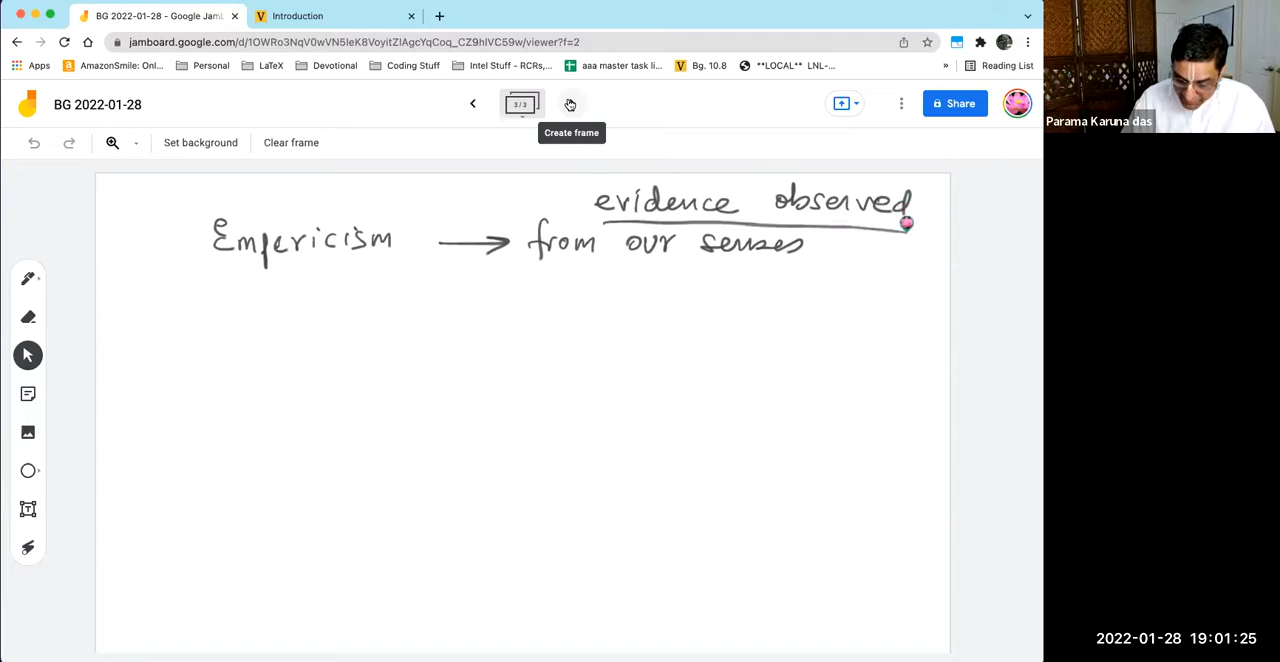 BG 2022-01-28 - Google Jam
Introduction
jamboard.google.com/d/1OWRo3NqV0wVN5leK8VoyitZlAgcYqCoq_CZ9hlVC59w/viewer?f=2
Apps AmazonSmile: Onl... Personal LaTeX Devotional Coding Stuff Intel Stuff - RCRs,... aaa master task li... Bg. 10.8 **LOCAL** LNL-... » Reading List
BG 2022-01-28
3 / 3
Share
Create frame
Set background Clear frame
Parama Karuna das
evidence observed
Empericism → from our senses
2022-01-28 19:01:25